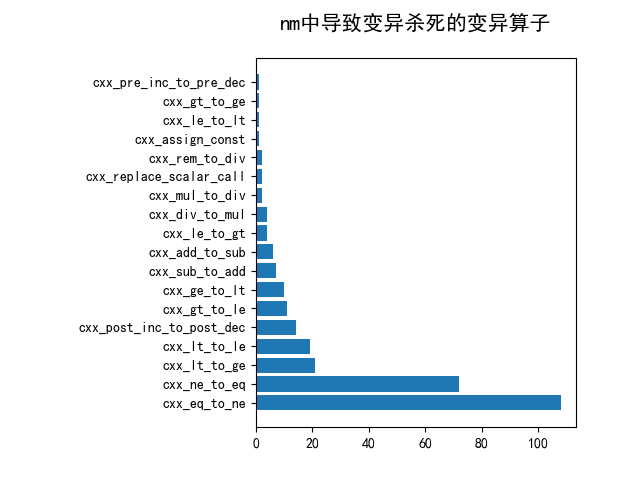 nm中导致变异杀死的变异算子
cxx_pre_inc_to_pre_dec
cxx_gt_to_ge
cxx_le_to_lt
cxx_assign_const
cxx_rem_to_div
cxx_replace_scalar_call
cxx_mul_to_div
cxx_div_to_mul
cxx_le_to_gt
cxx_add_to_sub
cxx_sub_to_add
cxx_ge_to_lt
cxx_gt_to_le
cxx_post_inc_to_post_dec
cxx_lt_to_le
cxx_lt_to_ge
cxx_ne_to_eq
cxx_eq_to_ne
0 20 40 60 80 100